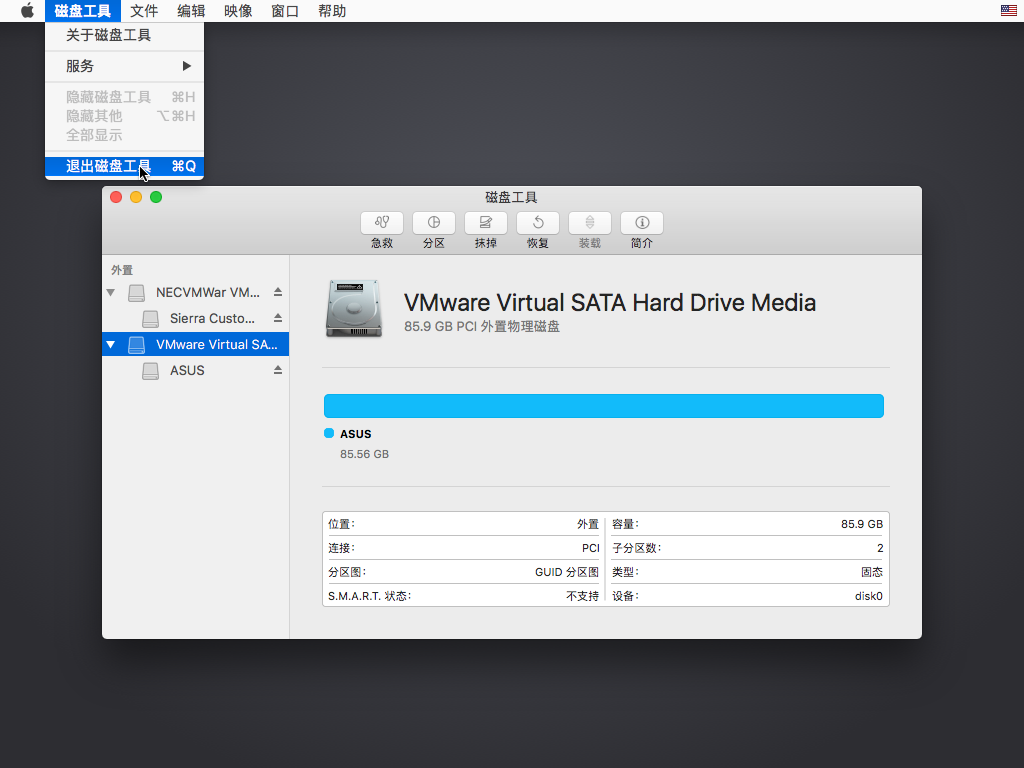 磁盘工具 文件 编辑 映像 窗口 帮助
关于磁盘工具
服务
隐藏磁盘工具 ⌘H
隐藏其他 ⌥⌘H
全部显示
退出磁盘工具 ⌘Q
磁盘工具
急救 分区 抹掉 恢复 装载 简介
外置
NECVMWar VM...
Sierra Custo...
VMware Virtual SA...
ASUS
VMware Virtual SATA Hard Drive Media
85.9 GB PCI 外置物理磁盘
ASUS
85.56 GB
位置: 外置 容量: 85.9 GB
连接: PCI 子分区数: 2
分区图: GUID 分区图 类型: 固态
S.M.A.R.T. 状态: 不支持 设备: disk0